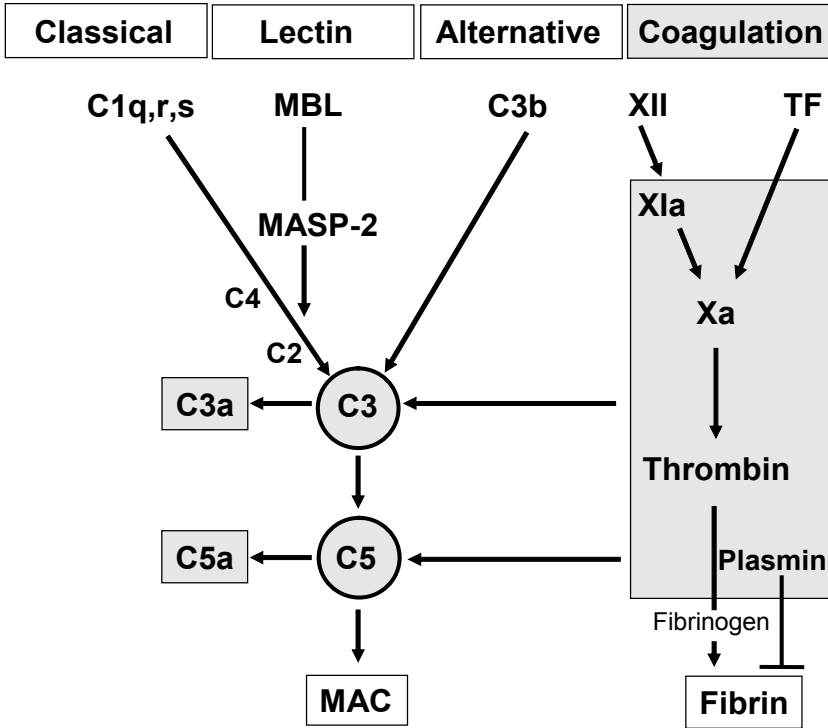 Classical Lectin Alternative Coagulation
C1q,r,s MBL C3b XII TF
XIa
MASP-2
C4
Xa
C2
C3a C3
Thrombin
C5a C5 Plasmin
Fibrinogen
MAC Fibrin